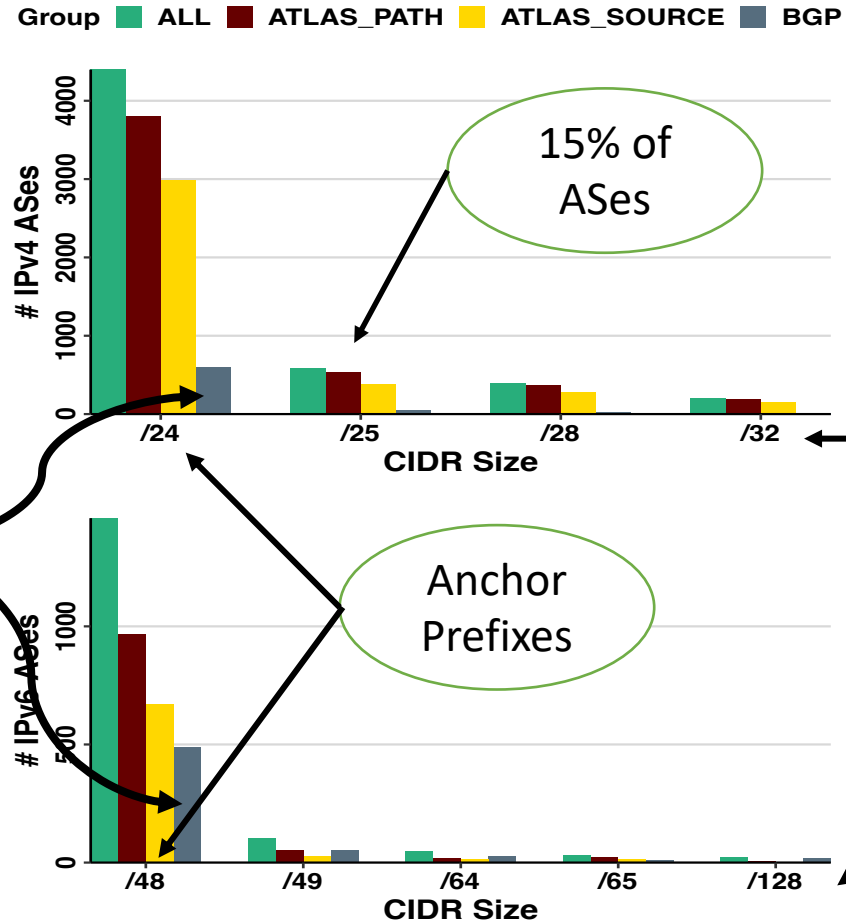 Group ALL ATLAS_PATH ATLAS_SOURCE BGP
# IPv4 ASes
4000
3000
2000
1000
0
15% of
ASes
/24 /25 /28 /32
CIDR Size
# IPv6 ASes
1000
500
0
Anchor
Prefixes
/48 /49 /64 /65 /128
CIDR Size